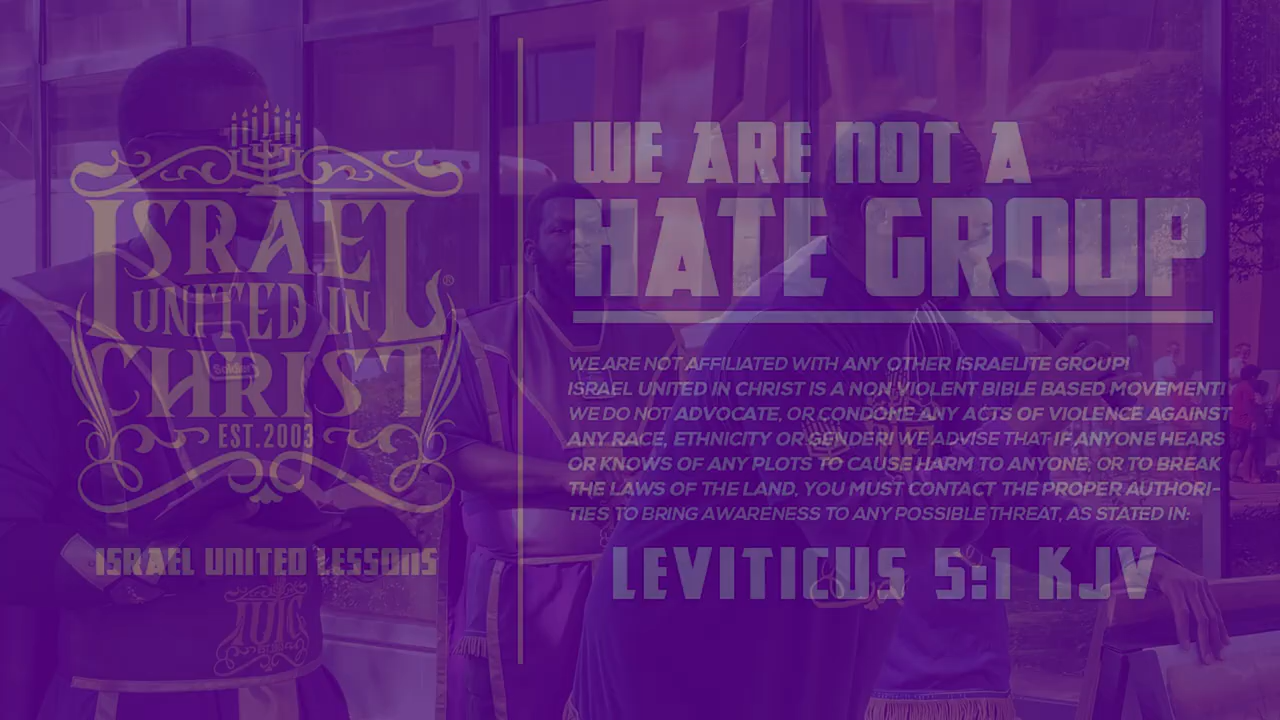 ISRAEL
UNITED IN
CHRIST
®
EST.2003
ISRAEL UNITED LESSONS
Soldier
IUIC
WE ARE NOT A
HATE GROUP
WE ARE NOT AFFILIATED WITH ANY OTHER ISRAELITE GROUP!
ISRAEL UNITED IN CHRIST IS A NON VIOLENT BIBLE BASED MOVEMENT!
WE DO NOT ADVOCATE, OR CONDONE ANY ACTS OF VIOLENCE AGAINST
ANY RACE, ETHNICITY OR GENDER! WE ADVISE THAT IF ANYONE HEARS
OR KNOWS OF ANY PLOTS TO CAUSE HARM TO ANYONE, OR TO BREAK
THE LAWS OF THE LAND, YOU MUST CONTACT THE PROPER AUTHORI-
TIES TO BRING AWARENESS TO ANY POSSIBLE THREAT, AS STATED IN:
LEVITICUS 5:1 KJV